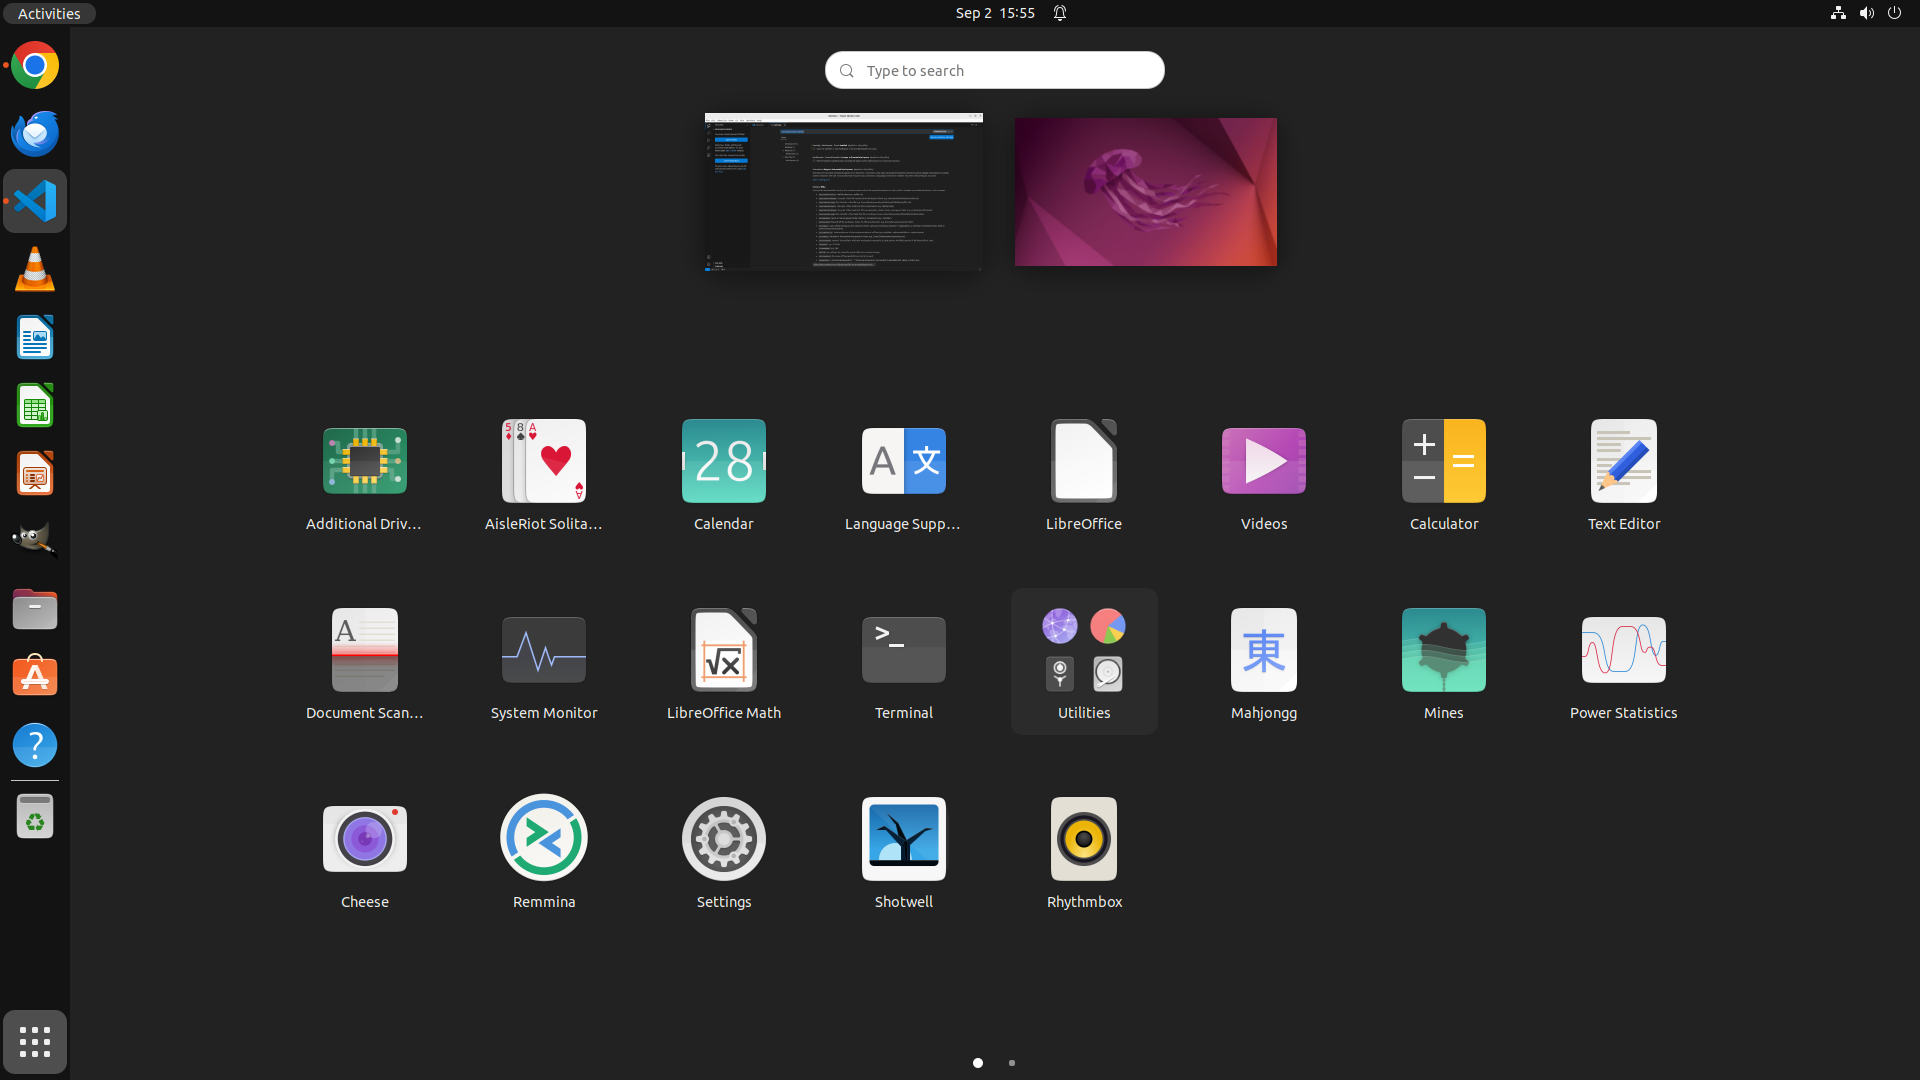 Activities
Sep 2 15:55
Type to search
Additional Driv...
AisleRiot Solita...
Calendar
Language Supp...
LibreOffice
Videos
Calculator
Text Editor
Document Scan...
System Monitor
LibreOffice Math
Terminal
Utilities
Mahjongg
Mines
Power Statistics
Cheese
Remmina
Settings
Shotwell
Rhythmbox